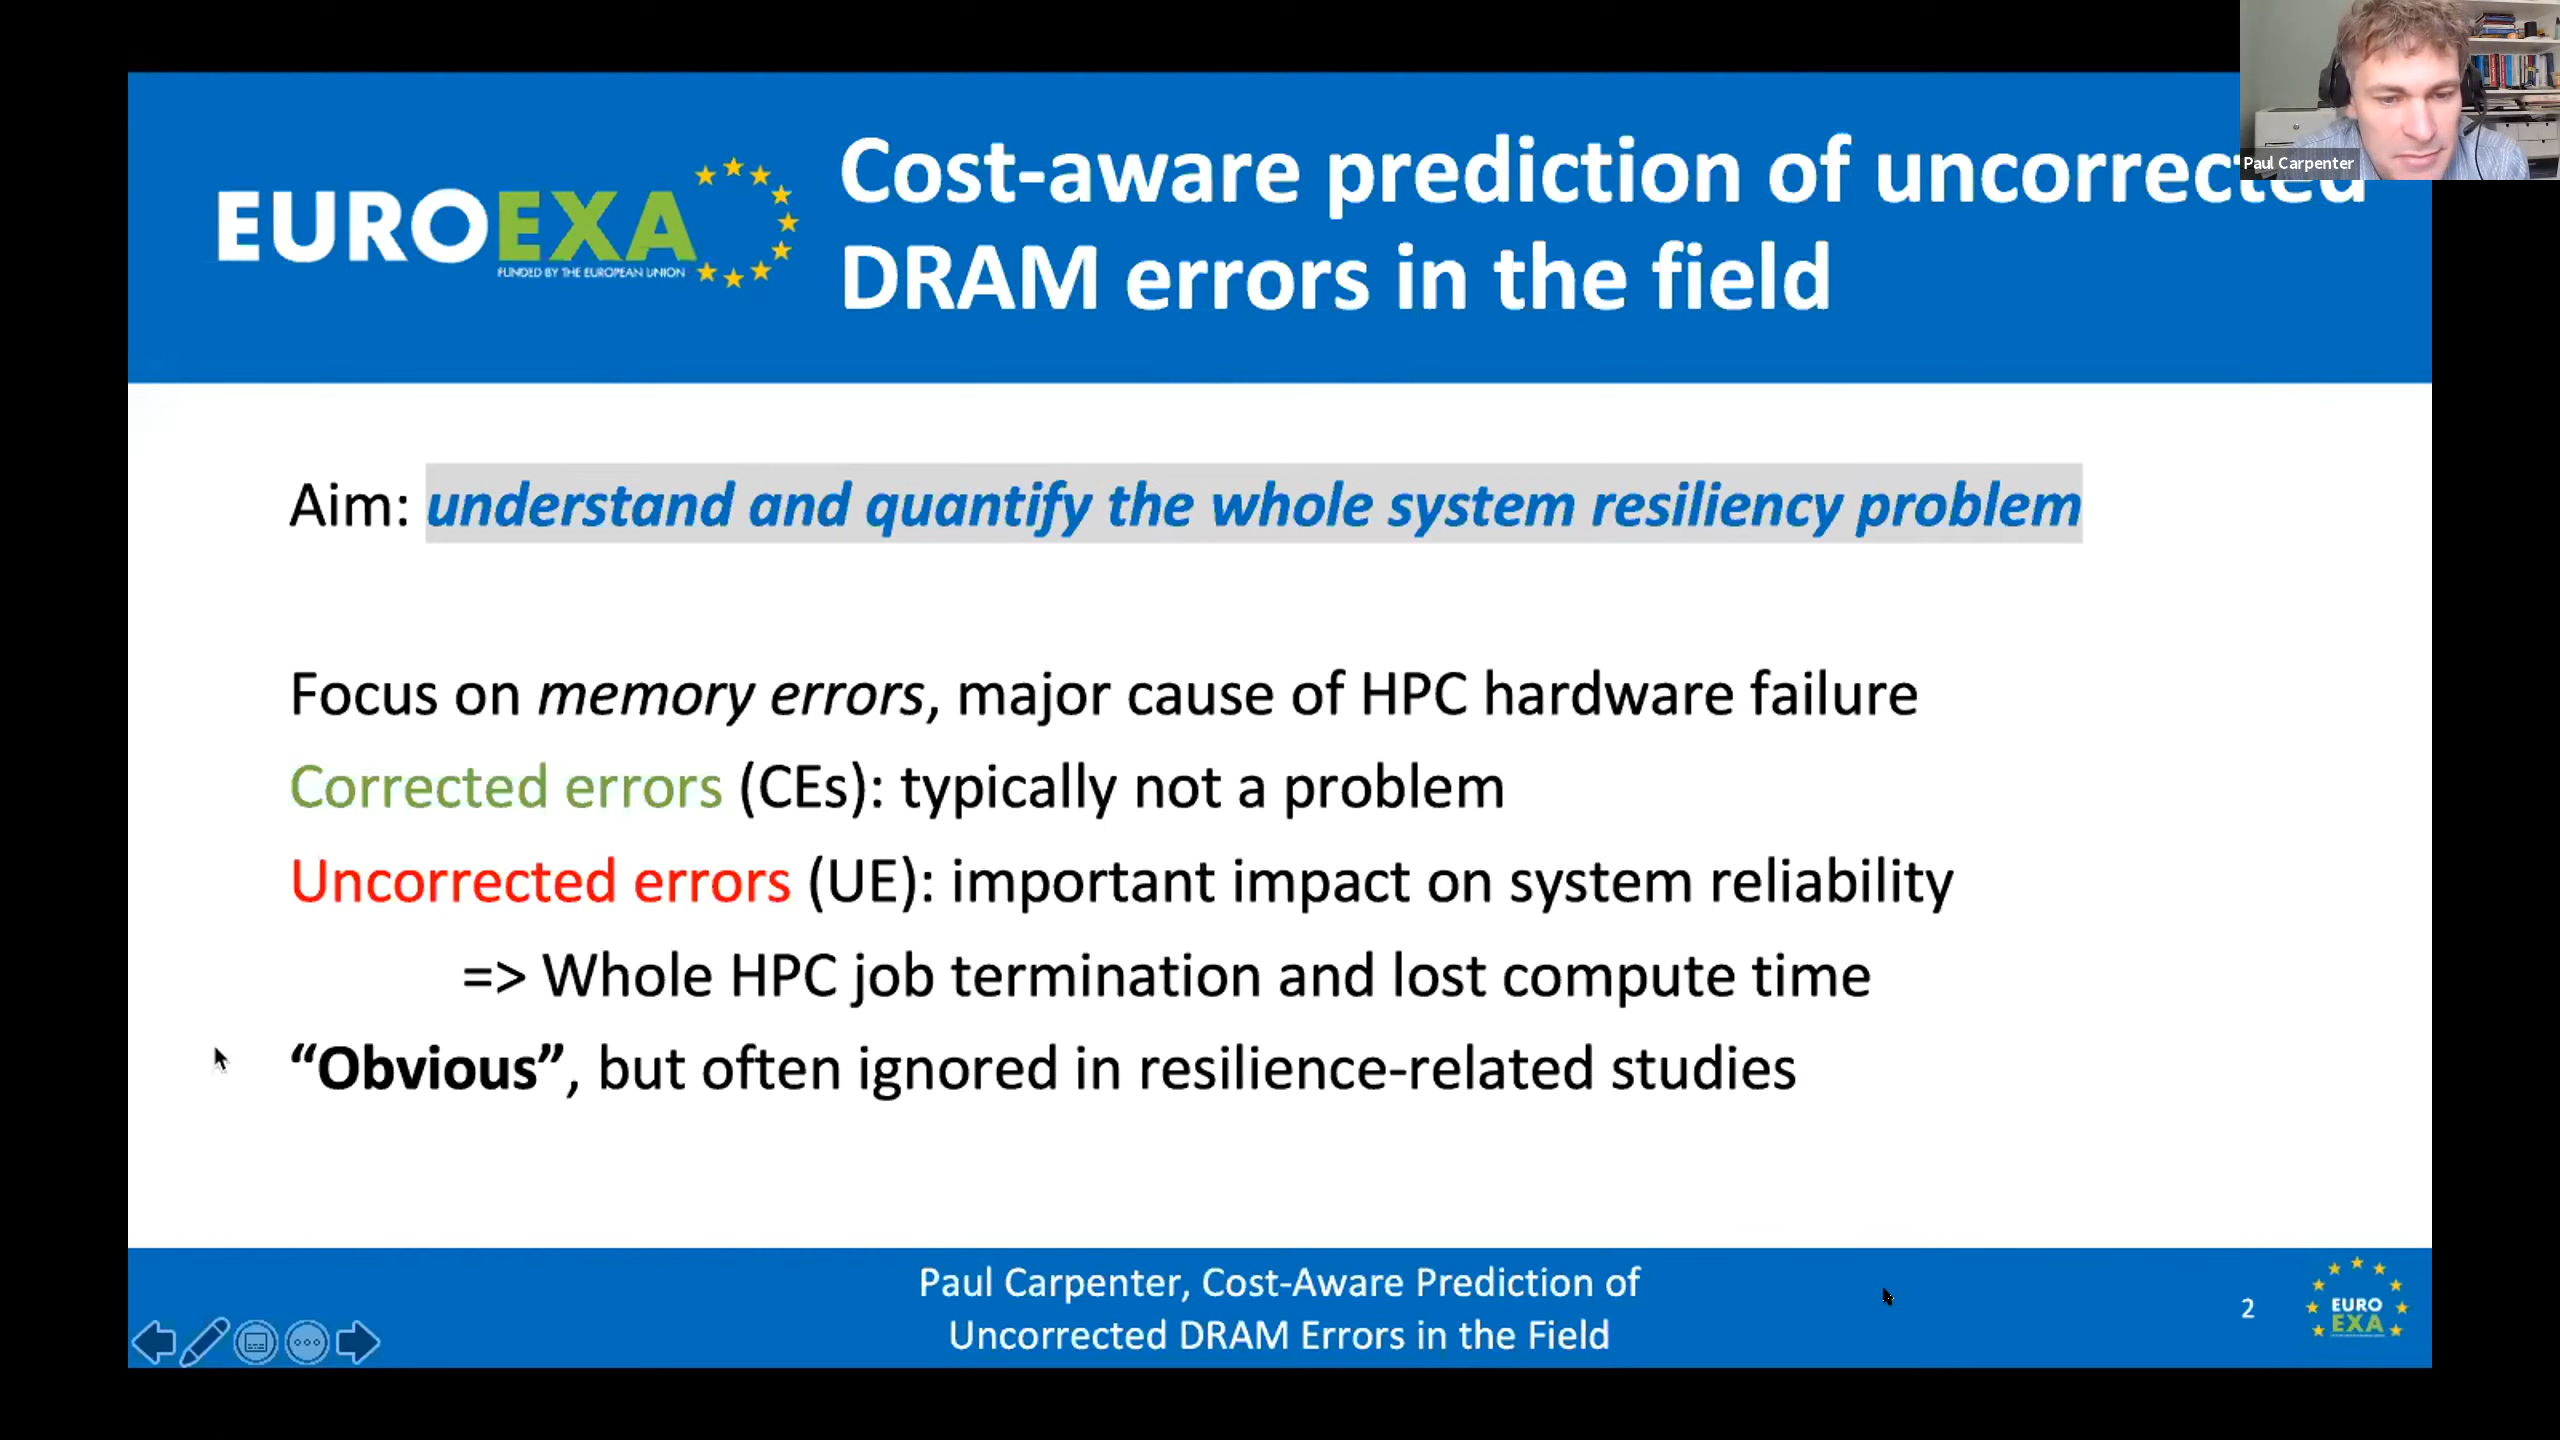 Cost-aware prediction of uncorrected
DRAM errors in the field
EUROEXA
FUNDED BY THE EUROPEAN UNION
Paul Carpenter
Aim: understand and quantify the whole system resiliency problem
Focus on memory errors, major cause of HPC hardware failure
Corrected errors (CEs): typically not a problem
Uncorrected errors (UE): important impact on system reliability
=> Whole HPC job termination and lost compute time
“Obvious”, but often ignored in resilience-related studies
Paul Carpenter, Cost-Aware Prediction of
Uncorrected DRAM Errors in the Field
2
EURO
EXA